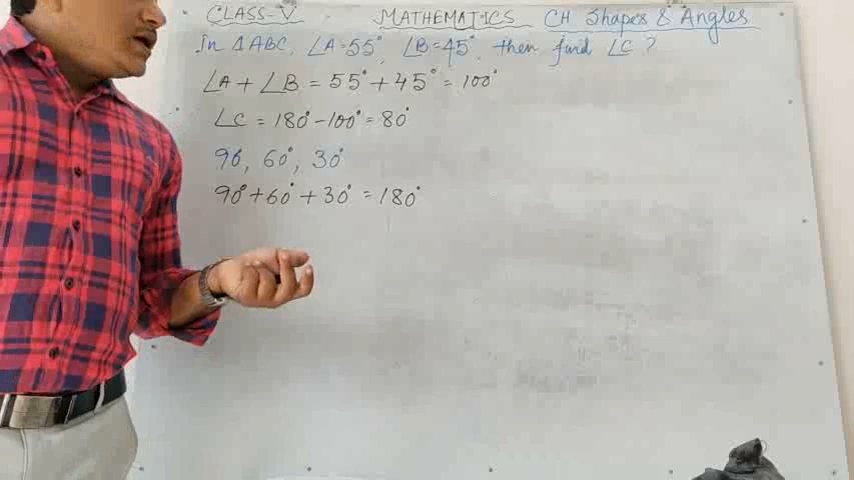 CLASS-V MATHEMATICS CH Shapes & Angles
In ΔABC, ∠A=55°, ∠B=45°, then find ∠C?
∠A + ∠B = 55° + 45° = 100°
∠C = 180° - 100° = 80°
90°, 60°, 30°
90° + 60° + 30° = 180°